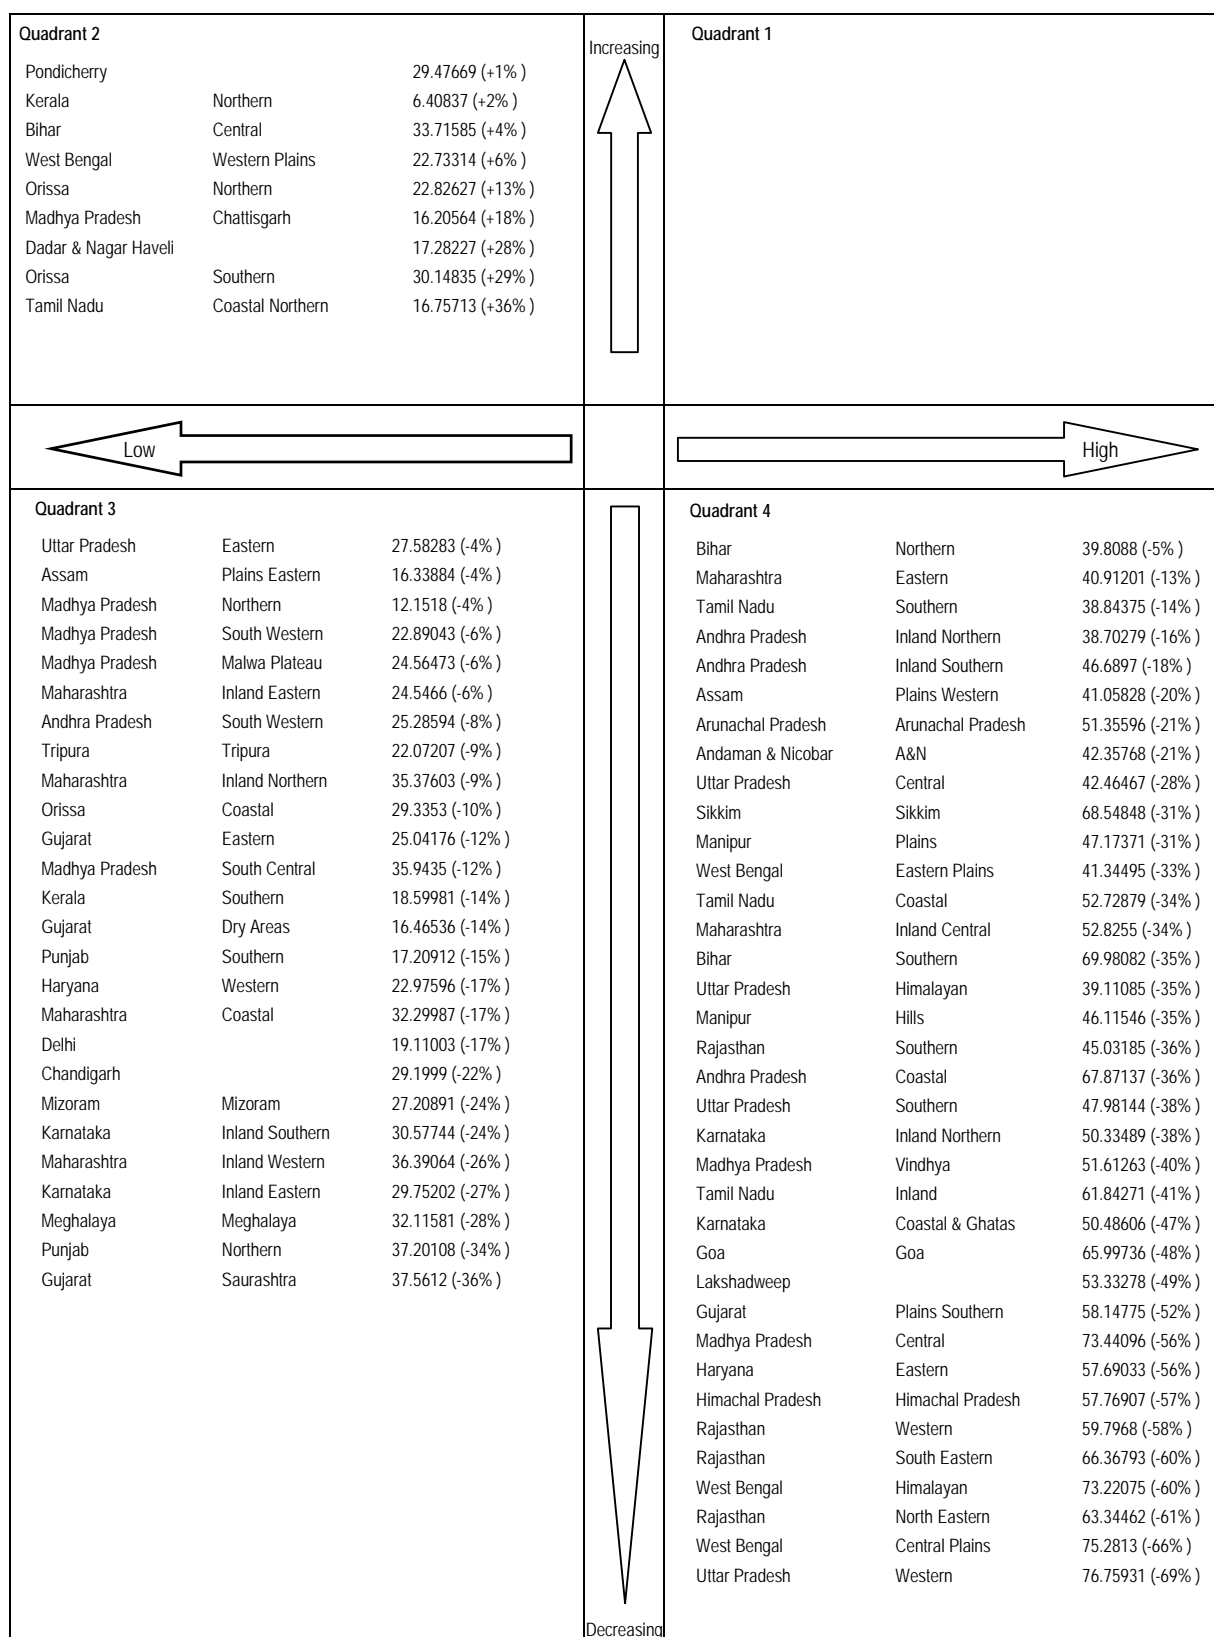 Quadrant 2
Pondicherry 29.47669 (+1% )
Kerala Northern 6.40837 (+2% )
Bihar Central 33.71585 (+4% )
West Bengal Western Plains 22.73314 (+6% )
Orissa Northern 22.82627 (+13% )
Madhya Pradesh Chattisgarh 16.20564 (+18% )
Dadar & Nagar Haveli 17.28227 (+28% )
Orissa Southern 30.14835 (+29% )
Tamil Nadu Coastal Northern 16.75713 (+36% )
Increasing
Quadrant 1
Low
High
Quadrant 3
Uttar Pradesh Eastern 27.58283 (-4% )
Assam Plains Eastern 16.33884 (-4% )
Madhya Pradesh Northern 12.1518 (-4% )
Madhya Pradesh South Western 22.89043 (-6% )
Madhya Pradesh Malwa Plateau 24.56473 (-6% )
Maharashtra Inland Eastern 24.5466 (-6% )
Andhra Pradesh South Western 25.28594 (-8% )
Tripura Tripura 22.07207 (-9% )
Maharashtra Inland Northern 35.37603 (-9% )
Orissa Coastal 29.3353 (-10% )
Gujarat Eastern 25.04176 (-12% )
Madhya Pradesh South Central 35.9435 (-12% )
Kerala Southern 18.59981 (-14% )
Gujarat Dry Areas 16.46536 (-14% )
Punjab Southern 17.20912 (-15% )
Haryana Western 22.97596 (-17% )
Maharashtra Coastal 32.29987 (-17% )
Delhi 19.11003 (-17% )
Chandigarh 29.1999 (-22% )
Mizoram Mizoram 27.20891 (-24% )
Karnataka Inland Southern 30.57744 (-24% )
Maharashtra Inland Western 36.39064 (-26% )
Karnataka Inland Eastern 29.75202 (-27% )
Meghalaya Meghalaya 32.11581 (-28% )
Punjab Northern 37.20108 (-34% )
Gujarat Saurashtra 37.5612 (-36% )
Quadrant 4
Bihar Northern 39.8088 (-5% )
Maharashtra Eastern 40.91201 (-13% )
Tamil Nadu Southern 38.84375 (-14% )
Andhra Pradesh Inland Northern 38.70279 (-16% )
Andhra Pradesh Inland Southern 46.6897 (-18% )
Assam Plains Western 41.05828 (-20% )
Arunachal Pradesh Arunachal Pradesh 51.35596 (-21% )
Andaman & Nicobar A&N 42.35768 (-21% )
Uttar Pradesh Central 42.46467 (-28% )
Sikkim Sikkim 68.54848 (-31% )
Manipur Plains 47.17371 (-31% )
West Bengal Eastern Plains 41.34495 (-33% )
Tamil Nadu Coastal 52.72879 (-34% )
Maharashtra Inland Central 52.8255 (-34% )
Bihar Southern 69.98082 (-35% )
Uttar Pradesh Himalayan 39.11085 (-35% )
Manipur Hills 46.11546 (-35% )
Rajasthan Southern 45.03185 (-36% )
Andhra Pradesh Coastal 67.87137 (-36% )
Uttar Pradesh Southern 47.98144 (-38% )
Karnataka Inland Northern 50.33489 (-38% )
Madhya Pradesh Vindhya 51.61263 (-40% )
Tamil Nadu Inland 61.84271 (-41% )
Karnataka Coastal & Ghatas 50.48606 (-47% )
Goa Goa 65.99736 (-48% )
Lakshadweep 53.33278 (-49% )
Gujarat Plains Southern 58.14775 (-52% )
Madhya Pradesh Central 73.44096 (-56% )
Haryana Eastern 57.69033 (-56% )
Himachal Pradesh Himachal Pradesh 57.76907 (-57% )
Rajasthan Western 59.7968 (-58% )
Rajasthan South Eastern 66.36793 (-60% )
West Bengal Himalayan 73.22075 (-60% )
Rajasthan North Eastern 63.34462 (-61% )
West Bengal Central Plains 75.2813 (-66% )
Uttar Pradesh Western 76.75931 (-69% )
Decreasing